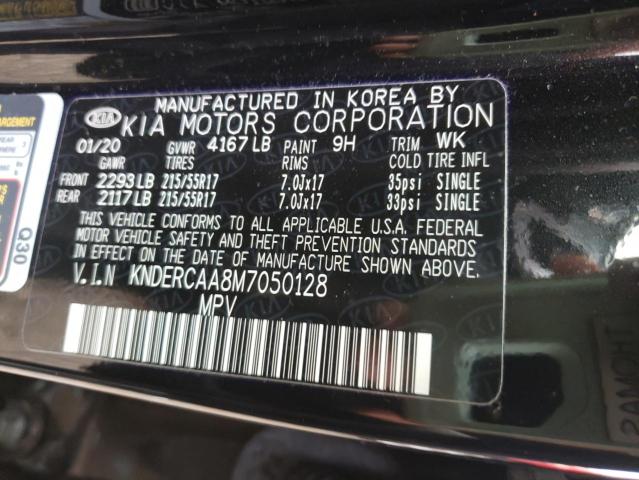 MANUFACTURED IN KOREA BY
KIA KIA MOTORS CORPORATION
01/20 GVWR 4167 LB PAINT 9H TRIM WK
GAWR TIRES RIMS COLD TIRE INFL
FRONT 2293 LB 215/55R17 7.0Jx17 35psi SINGLE
REAR 2117 LB 215/55R17 7.0Jx17 33psi SINGLE
THIS VEHICLE CONFORMS TO ALL APPLICABLE U.S.A. FEDERAL
MOTOR VEHICLE SAFETY AND THEFT PREVENTION STANDARDS
IN EFFECT ON THE DATE OF MANUFACTURE SHOWN ABOVE.
V.I.N KNDERCAA8M7050128
MPV
Q30